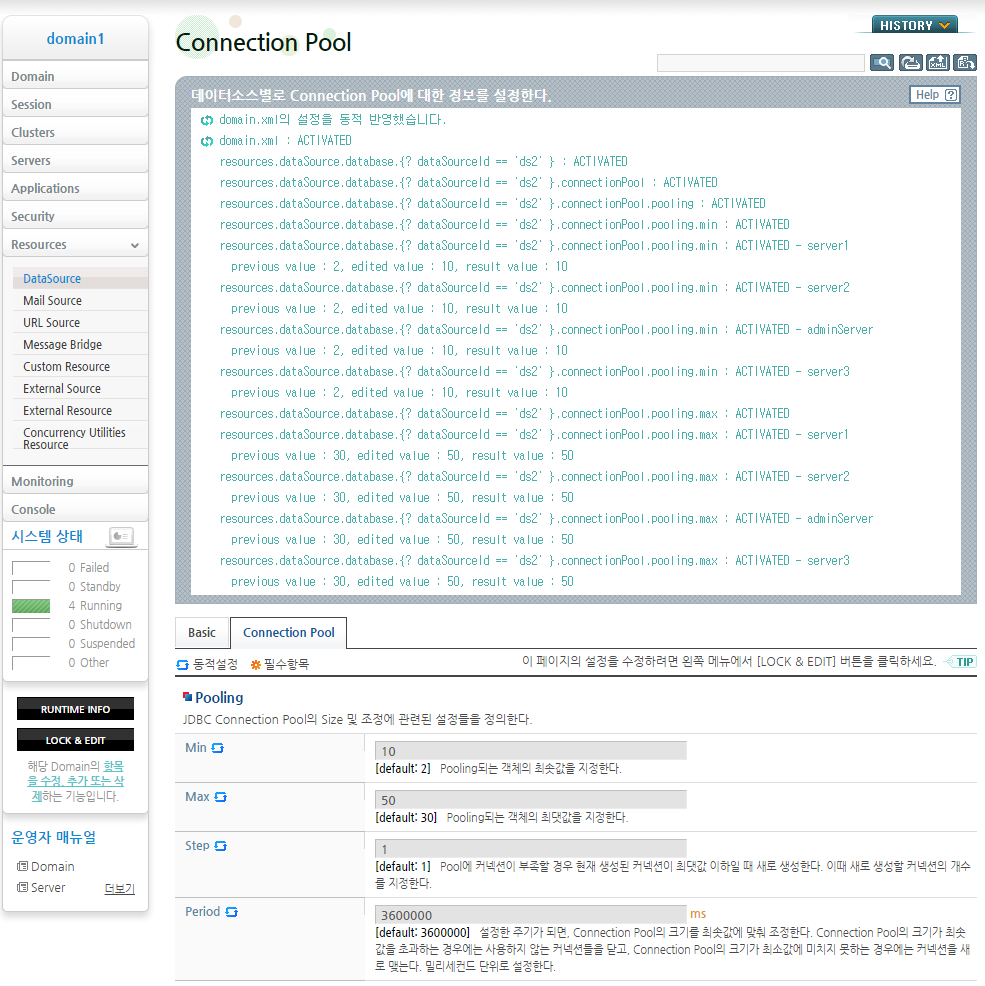 domain1
Domain
Session
Clusters
Servers
Applications
Security
Resources
DataSource
Mail Source
URL Source
Message Bridge
Custom Resource
External Source
External Resource
Concurrency Utilities
Resource
Monitoring
Console
시스템 상태
0 Failed
0 Standby
4 Running
0 Shutdown
0 Suspended
0 Other
RUNTIME INFO
LOCK & EDIT
해당 Domain의 항목
을 수정, 추가 또는 삭
제하는 기능입니다.
운영자 매뉴얼
Domain
Server 더보기
Connection Pool
HISTORY
XML
데이터소스별로 Connection Pool에 대한 정보를 설정한다.
Help ?
domain.xml의 설정을 동적 반영했습니다.
domain.xml : ACTIVATED
resources.dataSource.database.{? dataSourceId == 'ds2' } : ACTIVATED
resources.dataSource.database.{? dataSourceId == 'ds2' }.connectionPool : ACTIVATED
resources.dataSource.database.{? dataSourceId == 'ds2' }.connectionPool.pooling : ACTIVATED
resources.dataSource.database.{? dataSourceId == 'ds2' }.connectionPool.pooling.min : ACTIVATED
resources.dataSource.database.{? dataSourceId == 'ds2' }.connectionPool.pooling.min : ACTIVATED - server1
previous value : 2, edited value : 10, result value : 10
resources.dataSource.database.{? dataSourceId == 'ds2' }.connectionPool.pooling.min : ACTIVATED - server2
previous value : 2, edited value : 10, result value : 10
resources.dataSource.database.{? dataSourceId == 'ds2' }.connectionPool.pooling.min : ACTIVATED - adminServer
previous value : 2, edited value : 10, result value : 10
resources.dataSource.database.{? dataSourceId == 'ds2' }.connectionPool.pooling.min : ACTIVATED - server3
previous value : 2, edited value : 10, result value : 10
resources.dataSource.database.{? dataSourceId == 'ds2' }.connectionPool.pooling.max : ACTIVATED
resources.dataSource.database.{? dataSourceId == 'ds2' }.connectionPool.pooling.max : ACTIVATED - server1
previous value : 30, edited value : 50, result value : 50
resources.dataSource.database.{? dataSourceId == 'ds2' }.connectionPool.pooling.max : ACTIVATED - server2
previous value : 30, edited value : 50, result value : 50
resources.dataSource.database.{? dataSourceId == 'ds2' }.connectionPool.pooling.max : ACTIVATED - adminServer
previous value : 30, edited value : 50, result value : 50
resources.dataSource.database.{? dataSourceId == 'ds2' }.connectionPool.pooling.max : ACTIVATED - server3
previous value : 30, edited value : 50, result value : 50
Basic Connection Pool
동적설정 필수항목 이 페이지의 설정을 수정하려면 왼쪽 메뉴에서 [LOCK & EDIT] 버튼을 클릭하세요. TIP
Pooling
JDBC Connection Pool의 Size 및 조정에 관련된 설정들을 정의한다.
Min 10
[default: 2] Pooling되는 객체의 최솟값을 지정한다.
Max 50
[default: 30] Pooling되는 객체의 최댓값을 지정한다.
Step 1
[default: 1] Pool에 커넥션이 부족할 경우 현재 생성된 커넥션이 최댓값 이하일 때 새로 생성한다. 이때 새로 생성할 커넥션의 개수
를 지정한다.
Period 3600000 ms
[default: 3600000] 설정한 주기가 되면, Connection Pool의 크기를 최솟값에 맞춰 조정한다. Connection Pool의 크기가 최솟
값을 초과하는 경우에는 사용하지 않는 커넥션들을 닫고, Connection Pool의 크기가 최소값에 미치지 못하는 경우에는 커넥션을 새
로 맺는다. 밀리세컨드 단위로 설정한다.